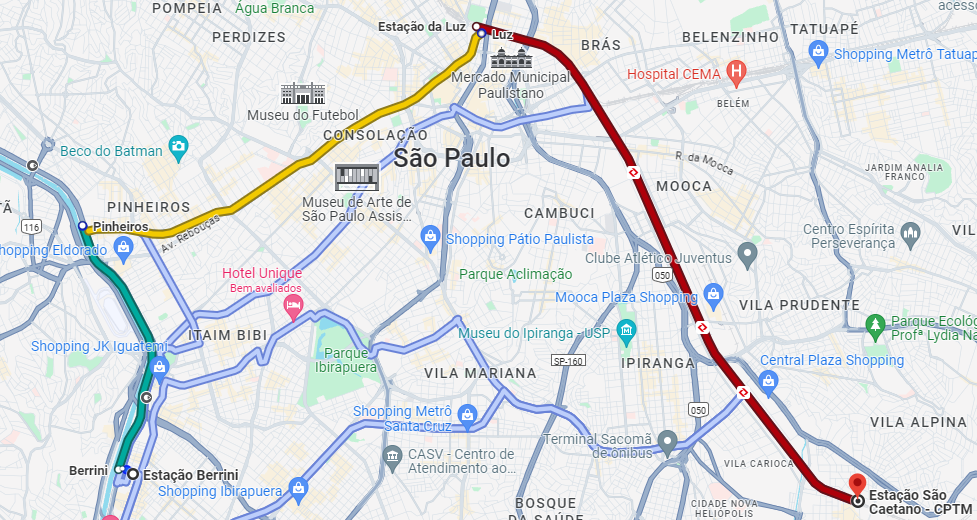 POMPEIA
Água Branca
PERDIZES
Estação da Luz
Luz
BRÁS
BELENZINHO
TATUAPÉ
Shopping Metrô Tatuap
Mercado Municipal
Paulistano
Hospital CEMA
BELÉM
Museu do Futebol
CONSOLAÇÃO
Beco do Batman
São Paulo
R. da Mooca
JARDIM ANALIA
FRANCO
MOOCA
Museu de Arte de
São Paulo Assis...
PINHEIROS
CAMBUCI
116
Pinheiros
Av. Rebouças
Shopping Pátio Paulista
Centro Espírita
Perseverança
VIL
hopping Eldorado
Clube Atlético Juventus
Hotel Unique
Bem avaliados
Parque Aclimação
050
Mooca Plaza Shopping
VILA PRUDENTE
ITAIM BIBI
Museu do Ipiranga - USP
Parque Ecológ
Profª Lydia Na
Shopping JK Iguatemi
Parque
Ibirapuera
SP-160
IPIRANGA
Central Plaza Shopping
VILA MARIANA
Shopping Metrô
Santa Cruz
050
VILA ALPINA
Terminal Sacomã
de ônibus
CASV - Centro de
Atendimento ao...
VILA CARIOCA
Berrini
Estação Berrini
Shopping Ibirapuera
BOSQUE
DA SAÚDE
CIDADE NOVA
HELIÓPOLIS
Estação São
Caetano - CPTM